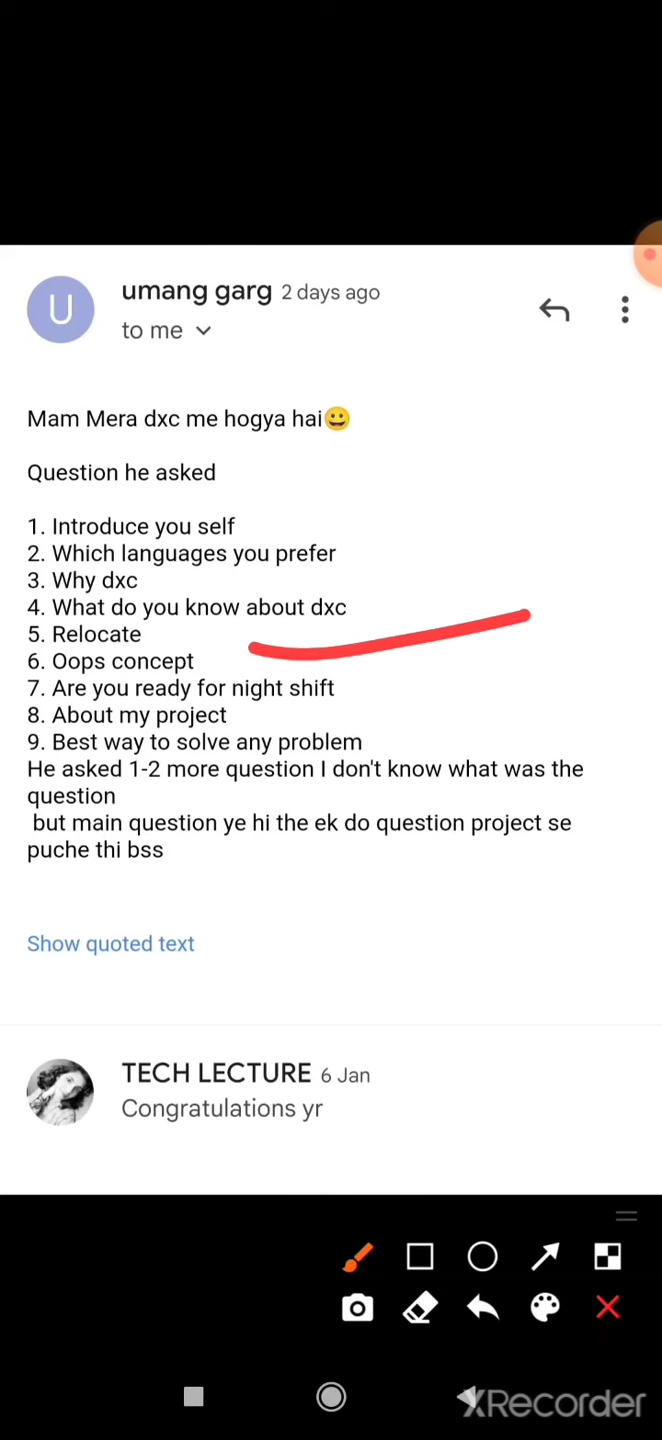 U
umang garg 2 days ago
to me
Mam Mera dxc me hogya hai😀
Question he asked
1. Introduce you self
2. Which languages you prefer
3. Why dxc
4. What do you know about dxc
5. Relocate
6. Oops concept
7. Are you ready for night shift
8. About my project
9. Best way to solve any problem
He asked 1-2 more question I don't know what was the
question
but main question ye hi the ek do question project se
puche thi bss
Show quoted text
TECH LECTURE 6 Jan
Congratulations yr
XRecorder